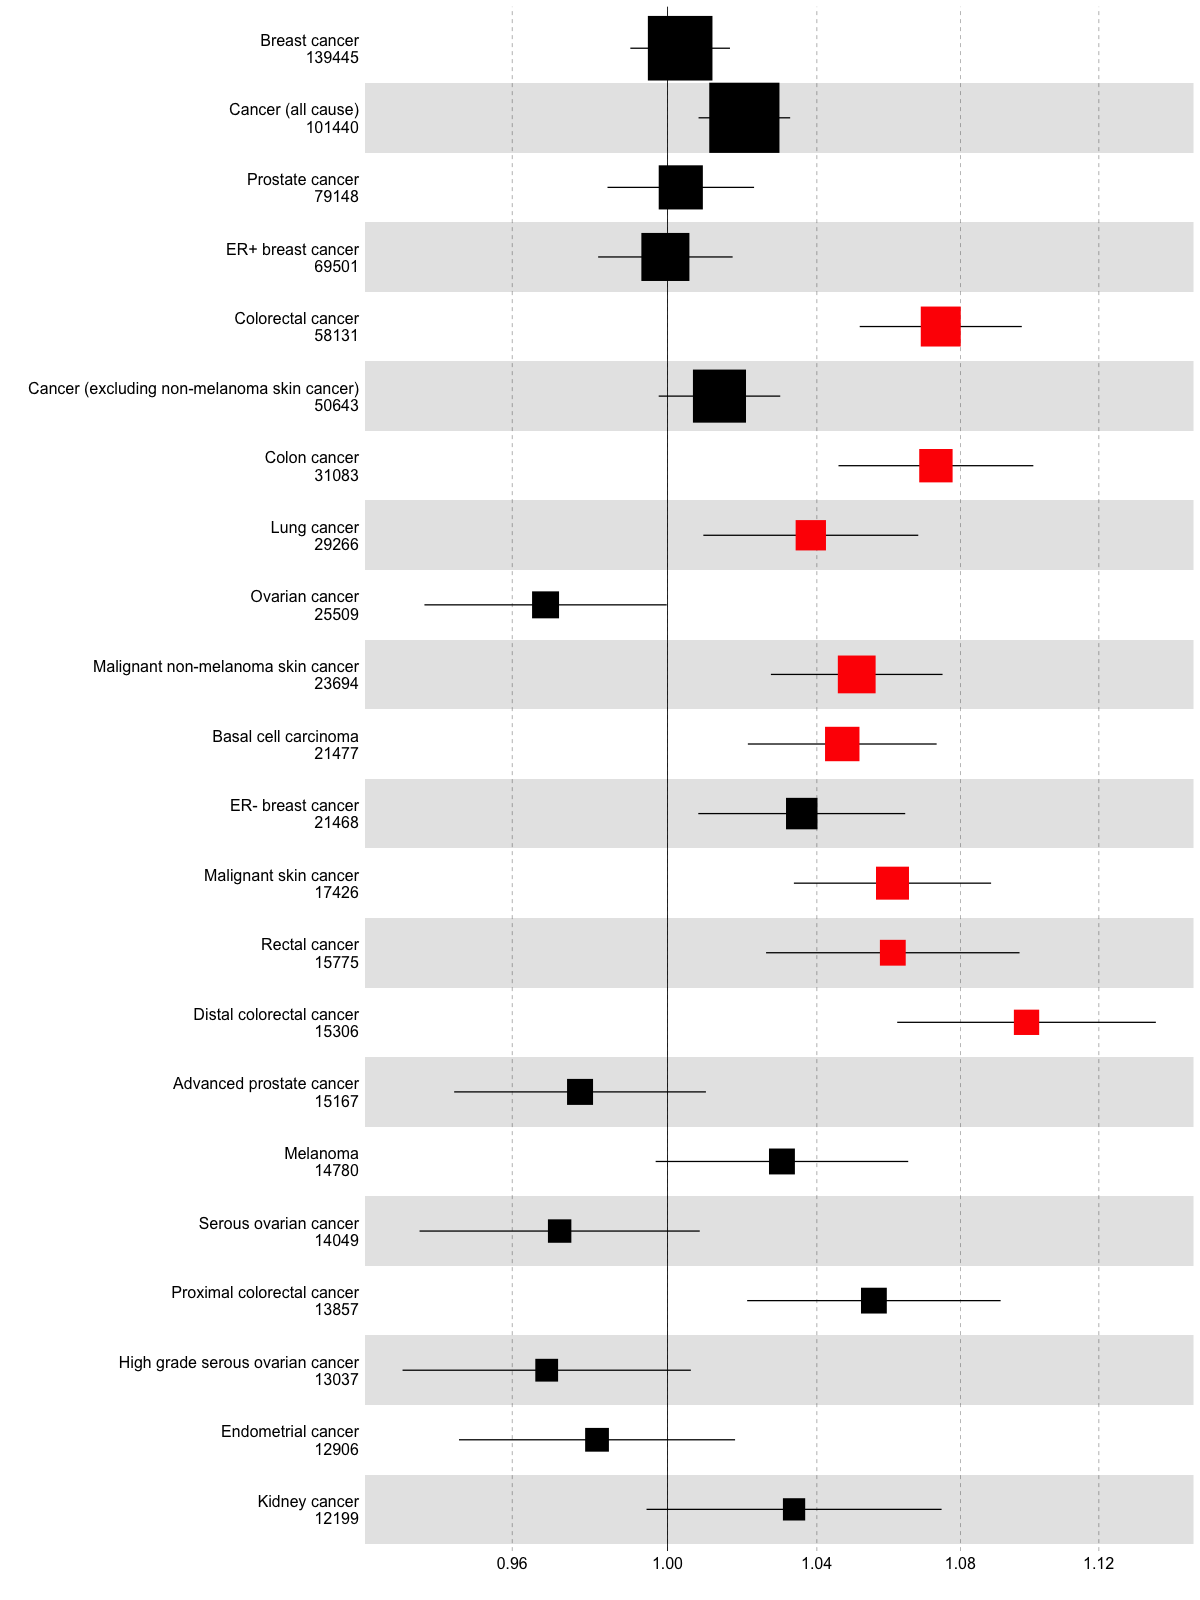 Breast cancer
139445
Cancer (all cause)
101440
Prostate cancer
79148
ER+ breast cancer
69501
Colorectal cancer
58131
Cancer (excluding non-melanoma skin cancer)
50643
Colon cancer
31083
Lung cancer
29266
Ovarian cancer
25509
Malignant non-melanoma skin cancer
23694
Basal cell carcinoma
21477
ER- breast cancer
21468
Malignant skin cancer
17426
Rectal cancer
15775
Distal colorectal cancer
15306
Advanced prostate cancer
15167
Melanoma
14780
Serous ovarian cancer
14049
Proximal colorectal cancer
13857
High grade serous ovarian cancer
13037
Endometrial cancer
12906
Kidney cancer
12199
0.96 1.00 1.04 1.08 1.12